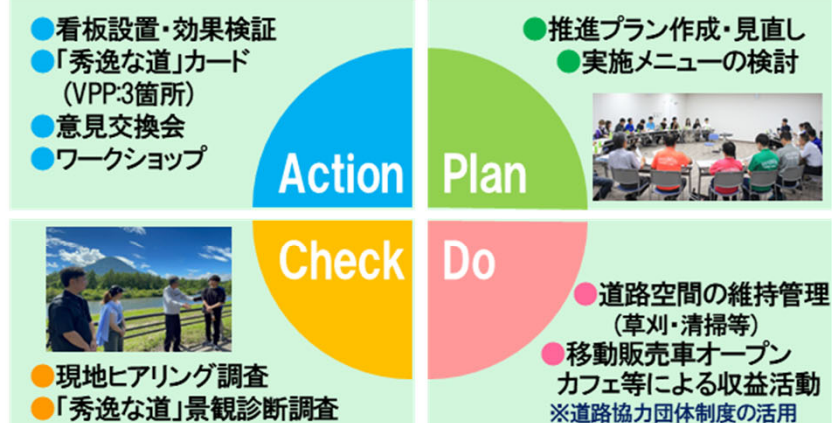 ●看板設置・効果検証
●「秀逸な道」カード
(VPP:3箇所)
●意見交換会
●ワークショップ
Action
●推進プラン作成・見直し
●実施メニューの検討
Plan
Check
●現地ヒアリング調査
●「秀逸な道」景観診断調査
Do
●道路空間の維持管理
(草刈・清掃等)
●移動販売車オープン
カフェ等による収益活動
※道路協力団体制度の活用